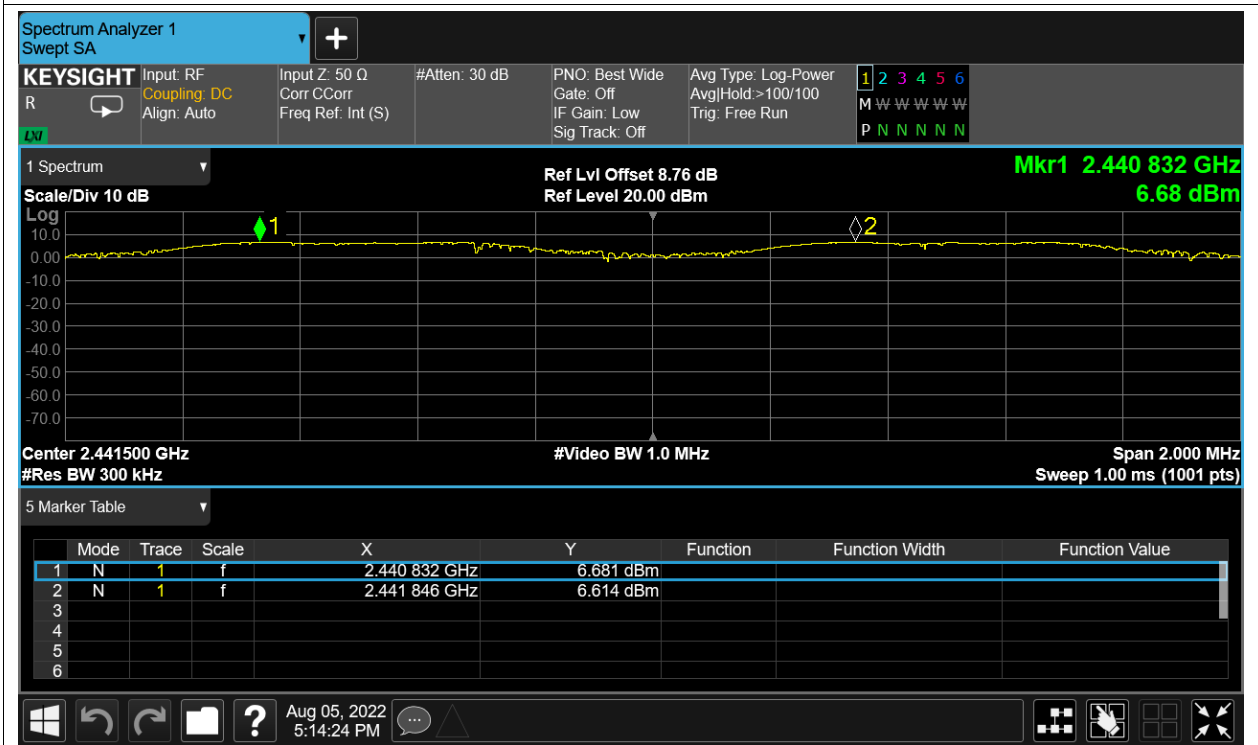 Spectrum Analyzer 1
Swept SA
+
KEYSIGHT Input: RF Input Z: 50 Ω #Atten: 30 dB PNO: Best Wide Avg Type: Log-Power 1 2 3 4 5 6
R Coupling: DC Corr CCorr Gate: Off Avg|Hold:>100/100 M W W W W W
Align: Auto Freq Ref: Int (S) IF Gain: Low Trig: Free Run
LXI Sig Track: Off P N N N N N
1 Spectrum Ref Lvl Offset 8.76 dB Mkr1 2.440 832 GHz
Scale/Div 10 dB Ref Level 20.00 dBm 6.68 dBm
Log
1 2
10.0
0.00
-10.0
-20.0
-30.0
-40.0
-50.0
-60.0
-70.0
Center 2.441500 GHz #Video BW 1.0 MHz Span 2.000 MHz
#Res BW 300 kHz Sweep 1.00 ms (1001 pts)
5 Marker Table
Mode Trace Scale X Y Function Function Width Function Value
1 N 1 f 2.440 832 GHz 6.681 dBm
2 N 1 f 2.441 846 GHz 6.614 dBm
3
4
5
6
? Aug 05, 2022
5:14:24 PM